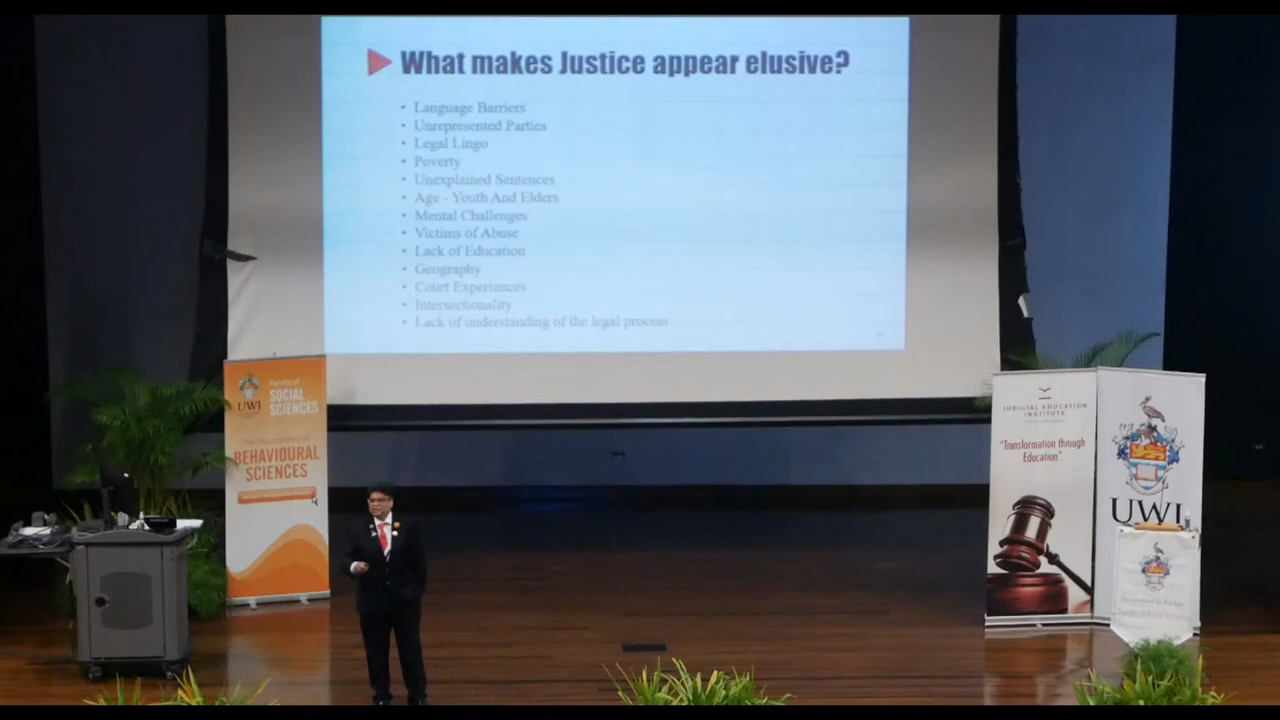 What makes Justice appear elusive?
• Language Barriers
• Unrepresented Parties
• Legal Lingo
• Poverty
• Unexplained Sentences
• Age - Youth And Elders
• Mental Challenges
• Victims of Abuse
• Lack of Education
• Geography
• Court Experiences
• Intersectionality
• Lack of understanding of the legal process
UWI
Faculty of
SOCIAL
SCIENCES
The Department of
BEHAVIOURAL
SCIENCES
JUDICIAL EDUCATION
INSTITUTE
"Transformation through
Education".
UWI